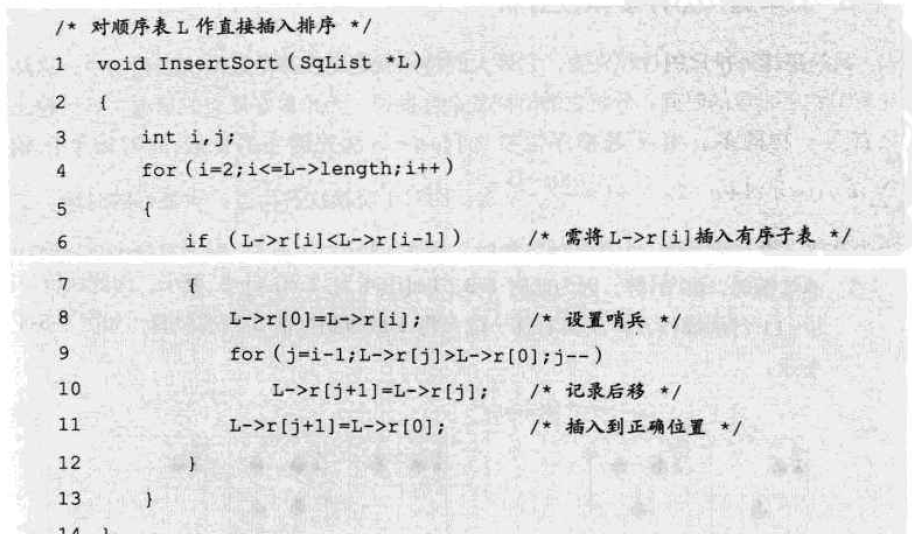 /* 对顺序表 L 作直接插入排序 */
1 void InsertSort(SqList *L)
2 {
3 int i,j;
4 for(i=2;i<=L->length;i++)
5 {
6 if (L->r[i]<L->r[i-1]) /* 需将 L->r[i]插入有序子表 */
7 {
8 L->r[0]=L->r[i]; /* 设置哨兵 */
9 for(j=i-1;L->r[j]>L->r[0];j--)
10 L->r[j+1]=L->r[j]; /* 记录后移 */
11 L->r[j+1]=L->r[0]; /* 插入到正确位置 */
12 }
13 }
14 }